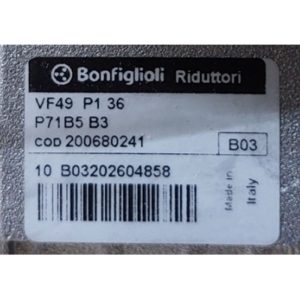 Bonfiglioli Riduttori
VF49 P1 36
P71B5 B3
cod 200680241
B03
10 B03202604858
Made in
Italy